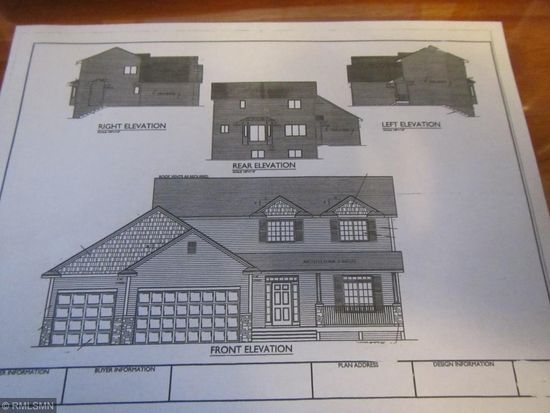 RIGHT ELEVATION
LEFT ELEVATION
REAR ELEVATION
ROOF VENTS AS REQUIRED
FRONT ELEVATION
ER INFORMATION
BUYER INFORMATION
PLAN ADDRESS
DESIGN INFORMATION
© RMLSMN